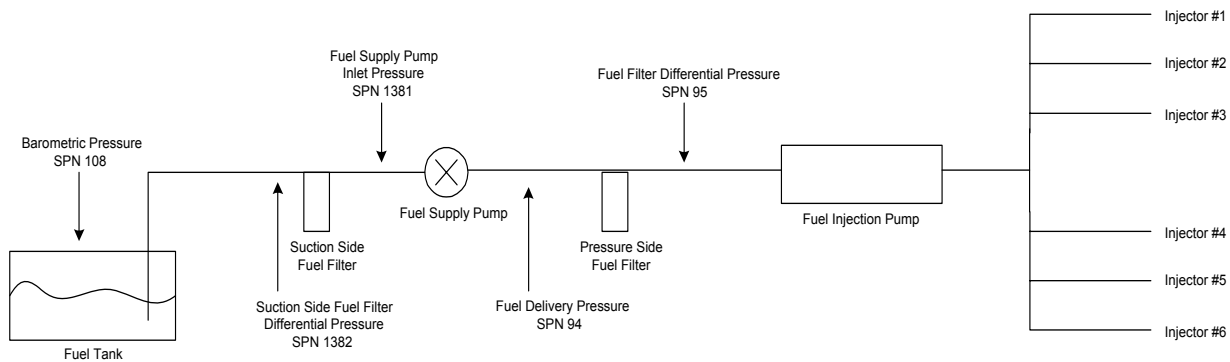 Injector #1
Fuel Supply Pump
Inlet Pressure
SPN 1381
Fuel Filter Differential Pressure
SPN 95
Injector #2
Injector #3
Barometric Pressure
SPN 108
Fuel Supply Pump
Fuel Injection Pump
Suction Side
Fuel Filter
Pressure Side
Fuel Filter
Injector #4
Suction Side Fuel Filter
Differential Pressure
SPN 1382
Fuel Delivery Pressure
SPN 94
Injector #5
Injector #6
Fuel Tank